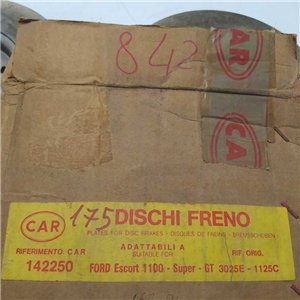 842
CAR
CA
CAR
175 DISCHI FRENO
PLATES FOR DISC BRAKES - DISQUES DE FREINS - BREMSSCHEIBEN
ADATTABILI A
RIFERIMENTO CAR
SUITABLE FOR
RIF. ORIG.
142250
FORD Escort 1100 - Super - GT 3025E - 1125C